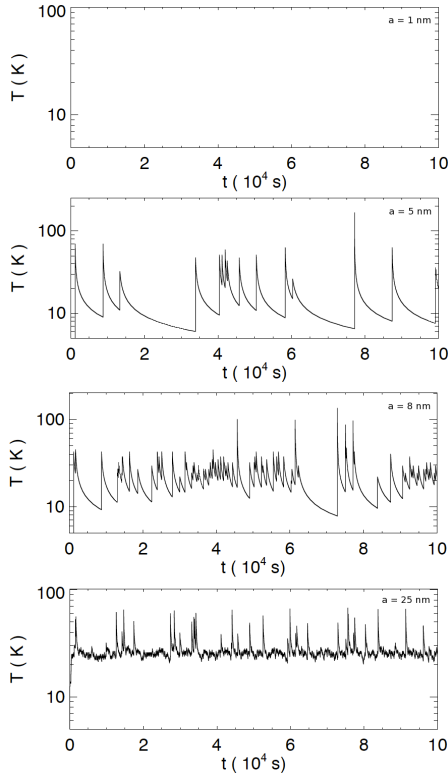 100
a = 1 nm
T ( K )
10
0 2 4 6 8 10
t ( 10⁴ s)
a = 5 nm
100
T ( K )
10
0 2 4 6 8 10
t ( 10⁴ s)
a = 8 nm
100
T ( K )
10
0 2 4 6 8 10
t ( 10⁴ s)
100
a = 25 nm
T ( K )
10
0 2 4 6 8 10
t ( 10⁴ s)